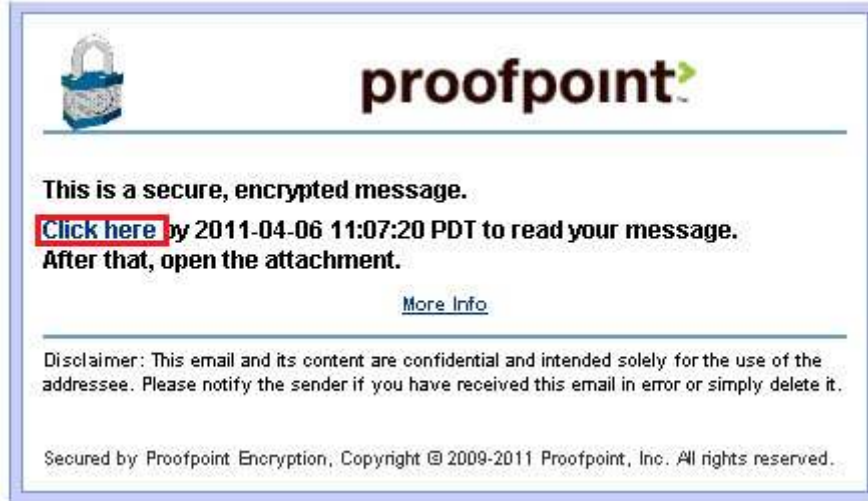 proofpoint
This is a secure, encrypted message.
Click here by 2011-04-06 11:07:20 PDT to read your message.
After that, open the attachment.
More Info
Disclaimer: This email and its content are confidential and intended solely for the use of the
addressee. Please notify the sender if you have received this email in error or simply delete it.
Secured by Proofpoint Encryption, Copyright © 2009-2011 Proofpoint, Inc. All rights reserved.